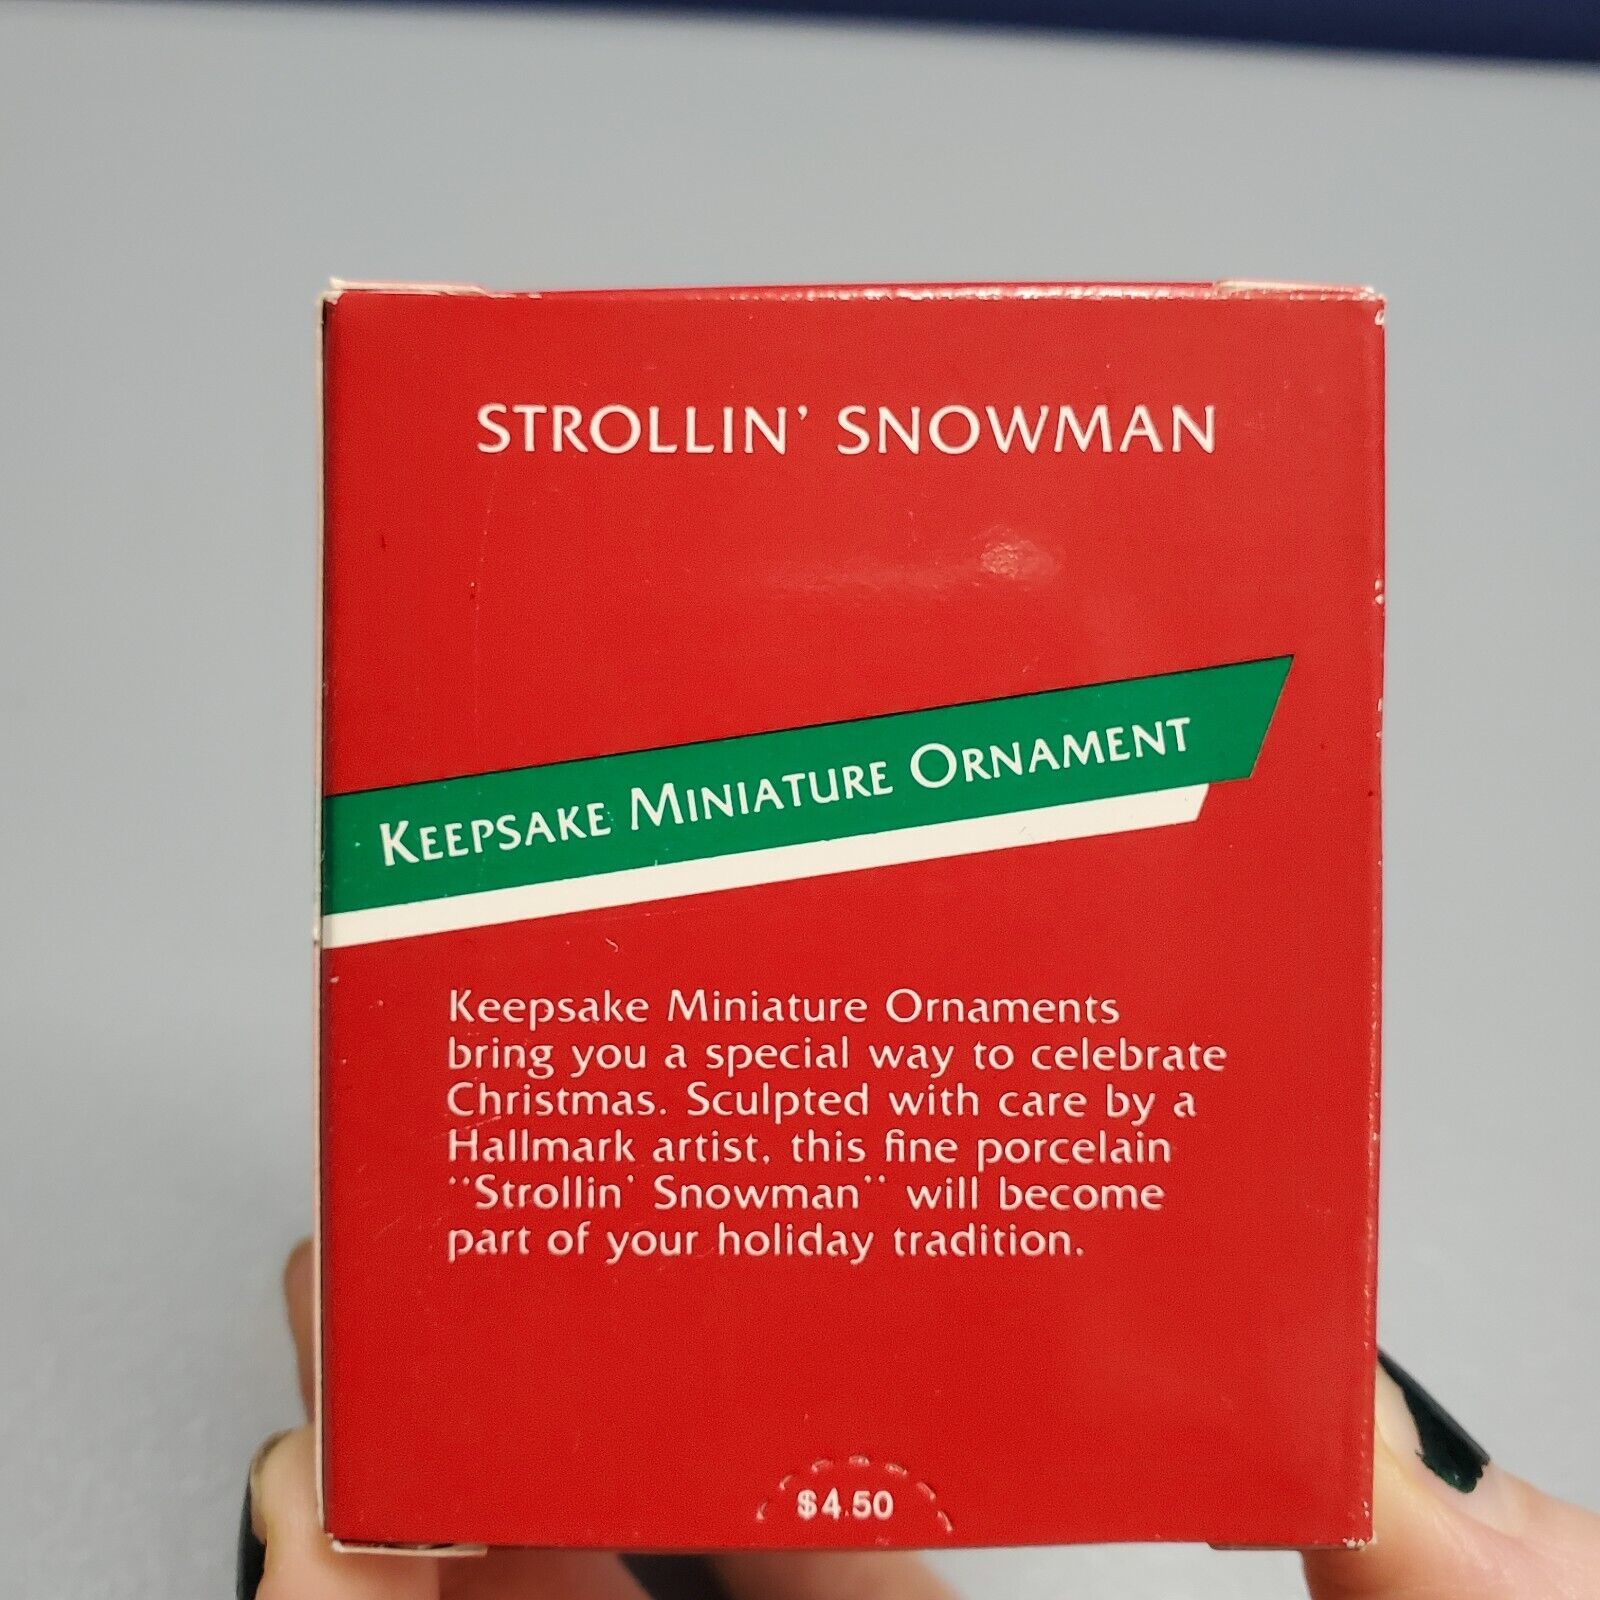 STROLLIN' SNOWMAN
KEEPSAKE MINIATURE ORNAMENT
Keepsake Miniature Ornaments
bring you a special way to celebrate
Christmas. Sculpted with care by a
Hallmark artist, this fine porcelain
"Strollin' Snowman" will become
part of your holiday tradition.
$4.50